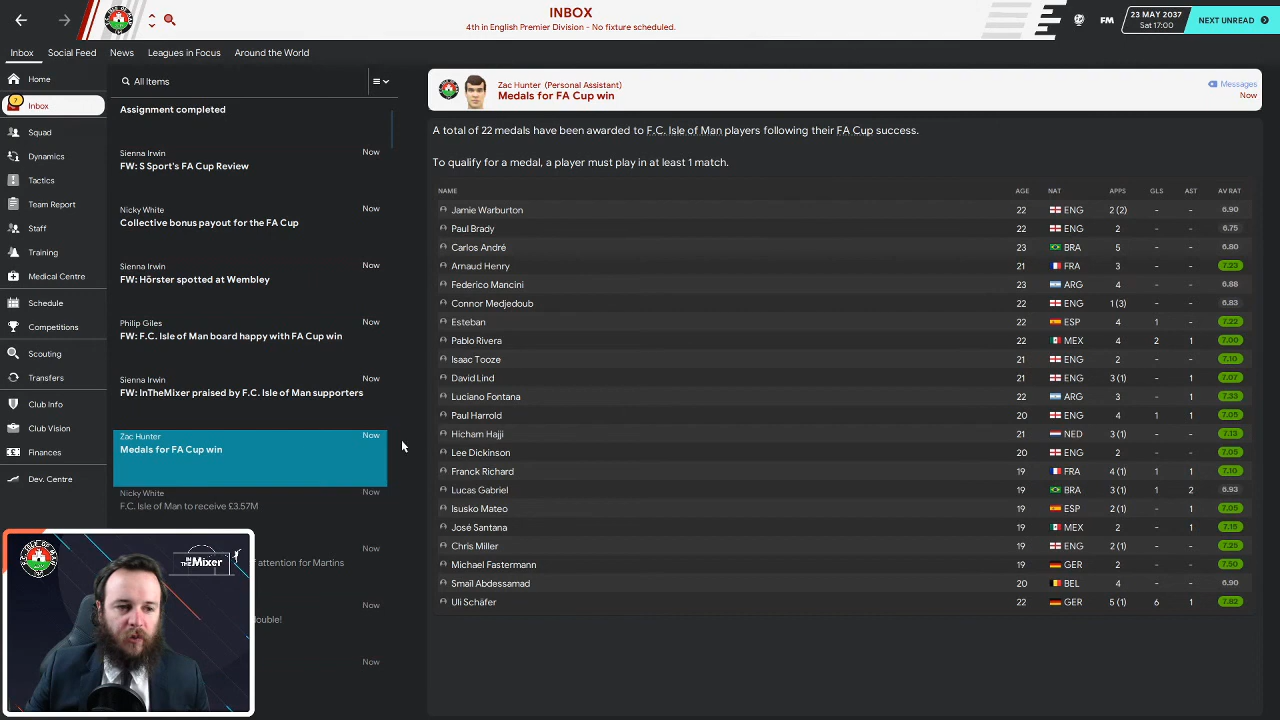 INBOX
4th in English Premier Division - No fixture scheduled.
FM
23 MAY 2037
Sat 17:00
NEXT UNREAD
Inbox Social Feed News Leagues in Focus Around the World
Home
7
Inbox
Squad
Dynamics
Tactics
Team Report
Staff
Training
Medical Centre
Schedule
Competitions
Scouting
Transfers
Club Info
Club Vision
Finances
Dev. Centre
All Items
Assignment completed
Sienna Irwin Now
FW: S Sport's FA Cup Review
Nicky White Now
Collective bonus payout for the FA Cup
Sienna Irwin Now
FW: Hörster spotted at Wembley
Philip Giles Now
FW: F.C. Isle of Man board happy with FA Cup win
Sienna Irwin Now
FW: InTheMixer praised by F.C. Isle of Man supporters
Zac Hunter Now
Medals for FA Cup win
Nicky White Now
F.C. Isle of Man to receive £3.57M
Now
of attention for Martins
Now
double!
Now
IN THE
Mixer
Zac Hunter (Personal Assistant)
Medals for FA Cup win
Messages
Now
A total of 22 medals have been awarded to F.C. Isle of Man players following their FA Cup success.
To qualify for a medal, a player must play in at least 1 match.
NAME AGE NAT APPS GLS AST AV RAT
Jamie Warburton 22 ENG 2 (2) - - 6.90
Paul Brady 22 ENG 2 - - 6.75
Carlos André 23 BRA 5 - - 6.80
Arnaud Henry 21 FRA 3 - - 7.23
Federico Mancini 23 ARG 4 - - 6.88
Connor Medjedoub 22 ENG 1 (3) - - 6.83
Esteban 22 ESP 4 1 - 7.22
Pablo Rivera 22 MEX 4 2 1 7.00
Isaac Tooze 21 ENG 2 - - 7.10
David Lind 21 ENG 3 (1) - 1 7.07
Luciano Fontana 22 ARG 3 - 1 7.33
Paul Harrold 20 ENG 4 1 1 7.05
Hicham Hajji 21 NED 3 (1) - - 7.13
Lee Dickinson 20 ENG 2 - - 7.05
Franck Richard 19 FRA 4 (1) 1 1 7.10
Lucas Gabriel 19 BRA 3 (1) 1 2 6.93
Isusko Mateo 19 ESP 2 (1) - 1 7.05
José Santana 19 MEX 2 - 1 7.15
Chris Miller 19 ENG 2 (1) - - 7.25
Michael Fastermann 19 GER 2 - - 7.50
Smaïl Abdessamad 20 BEL 4 - - 6.90
Uli Schäfer 22 GER 5 (1) 6 1 7.82